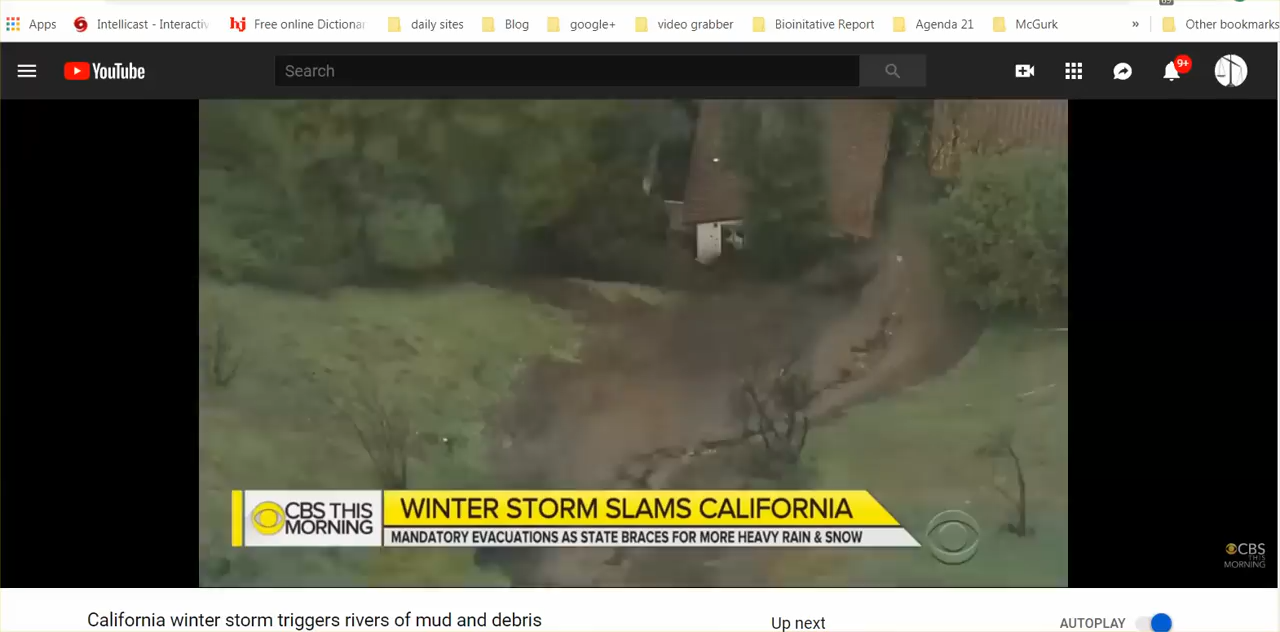 Apps Intellicast - Interactiv Free online Dictionar daily sites Blog google+ video grabber Bioinitative Report Agenda 21 McGurk » Other bookmarks
YouTube Search 9+
CBS THIS MORNING
WINTER STORM SLAMS CALIFORNIA
MANDATORY EVACUATIONS AS STATE BRACES FOR MORE HEAVY RAIN & SNOW
CBS
THIS
MORNING
California winter storm triggers rivers of mud and debris
Up next AUTOPLAY